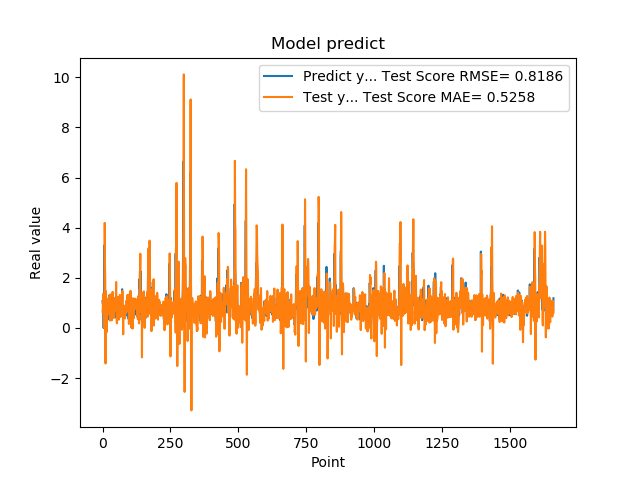 Model predict
Predict y... Test Score RMSE= 0.8186
Test y... Test Score MAE= 0.5258
10
8
6
4
2
0
−2
Real value
0 250 500 750 1000 1250 1500
Point